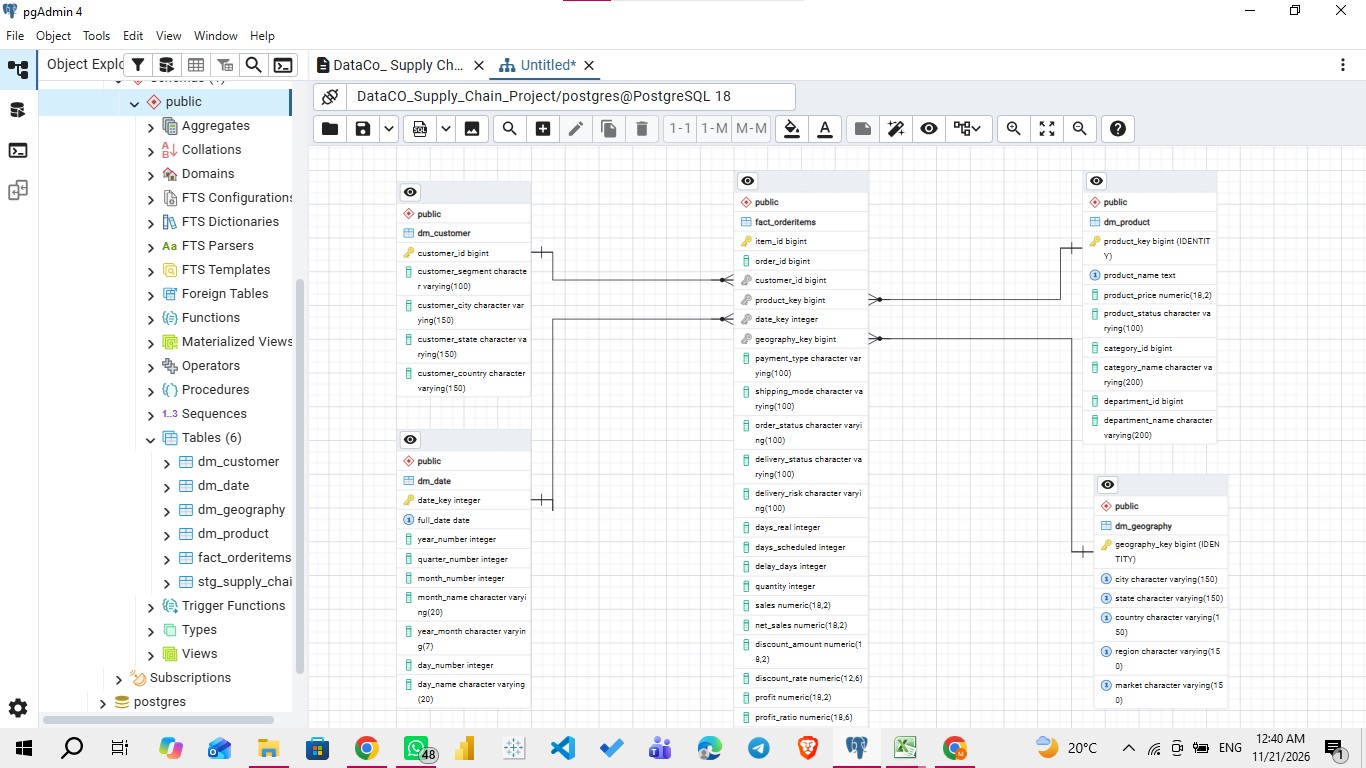 pgAdmin 4
File Object Tools Edit View Window Help
Object Explo
DataCo_ Supply Ch...
Untitled*
DataCO_Supply_Chain_Project/postgres@PostgreSQL 18
SQL
1-1 1-M M-M
A
public
Aggregates
Collations
Domains
FTS Configurations
FTS Dictionaries
Aa FTS Parsers
FTS Templates
Foreign Tables
Functions
Materialized Views
Operators
Procedures
1..3 Sequences
Tables (6)
dm_customer
dm_date
dm_geography
dm_product
fact_orderitems
stg_supply_chai
Trigger Functions
Types
Views
Subscriptions
postgres
public
dm_customer
customer_id bigint
customer_segment characte
r varying(100)
customer_city character var
ying(150)
customer_state character va
rying(150)
customer_country character
varying(150)
public
dm_date
date_key integer
full_date date
year_number integer
quarter_number integer
month_number integer
month_name character varyi
ng(20)
year_month character varyin
g(7)
day_number integer
day_name character varying
(20)
public
fact_orderitems
item_id bigint
order_id bigint
customer_id bigint
product_key bigint
date_key integer
geography_key bigint
payment_type character var
ying(100)
shipping_mode character va
rying(100)
order_status character varyi
ng(100)
delivery_status character va
rying(100)
delivery_risk character varyi
ng(100)
days_real integer
days_scheduled integer
delay_days integer
quantity integer
sales numeric(18,2)
net_sales numeric(18,2)
discount_amount numeric(1
8,2)
discount_rate numeric(12,6)
profit numeric(18,2)
profit_ratio numeric(18,6)
public
dm_product
product_key bigint (IDENTIT
Y)
product_name text
product_price numeric(18,2)
product_status character va
rying(100)
category_id bigint
category_name character va
rying(200)
department_id bigint
department_name character
varying(200)
public
dm_geography
geography_key bigint (IDEN
TITY)
city character varying(150)
state character varying(150)
country character varying(1
50)
region character varying(15
0)
market character varying(15
0)
48
20°C
ENG
12:40 AM
11/21/2026
1